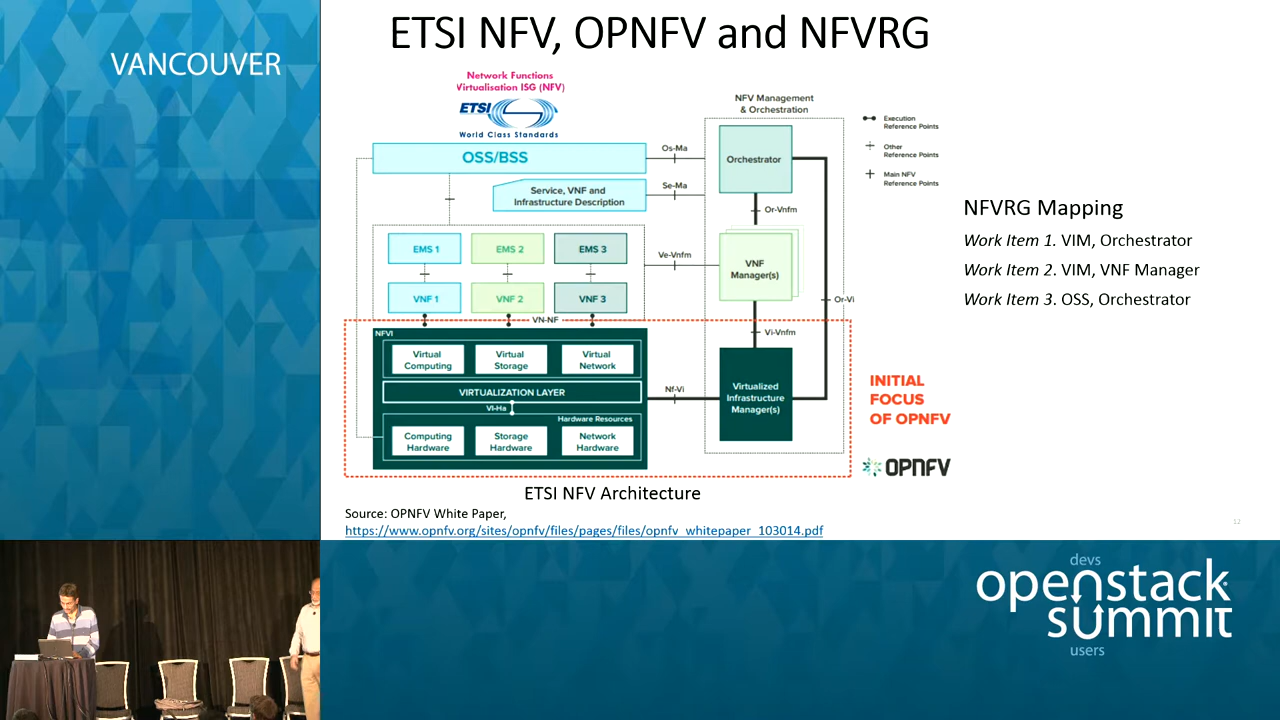 VANCOUVER
ETSI NFV, OPNFV and NFVRG
Network Functions
Virtualisation ISG (NFV)
ETSI
World Class Standards
NFV Management
& Orchestration
OSS/BSS
Os-Ma
Orchestrator
Service, VNF and
Infrastructure Description
Se-Ma
Or-Vnfm
EMS 1
EMS 2
EMS 3
Ve-Vnfm
VNF
Manager(s)
VNF 1
VNF 2
VNF 3
Or-Vi
VN-NF
Vi-Vnfm
NFVI
Virtual
Computing
Virtual
Storage
Virtual
Network
VIRTUALIZATION LAYER
Nf-Vi
Virtualized
Infrastructure
Manager(s)
VI-Ha
Hardware Resources
Computing
Hardware
Storage
Hardware
Network
Hardware
Execution
Reference Points
Other
Reference Points
Main NFV
Reference Points
NFVRG Mapping
Work Item 1. VIM, Orchestrator
Work Item 2. VIM, VNF Manager
Work Item 3. OSS, Orchestrator
INITIAL
FOCUS
OF OPNFV
OPNFV
ETSI NFV Architecture
Source: OPNFV White Paper,
https://www.opnfv.org/sites/opnfv/files/pages/files/opnfv_whitepaper_103014.pdf
12
devs
openstack
summit
users